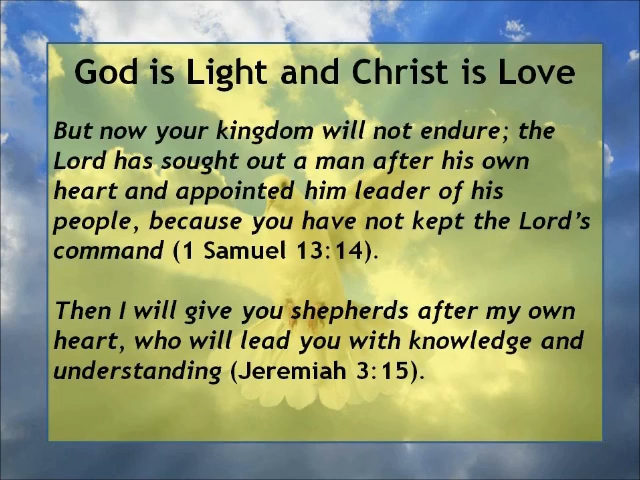 God is Light and Christ is Love
But now your kingdom will not endure; the
Lord has sought out a man after his own
heart and appointed him leader of his
people, because you have not kept the Lord’s
command (1 Samuel 13:14).
Then I will give you shepherds after my own
heart, who will lead you with knowledge and
understanding (Jeremiah 3:15).